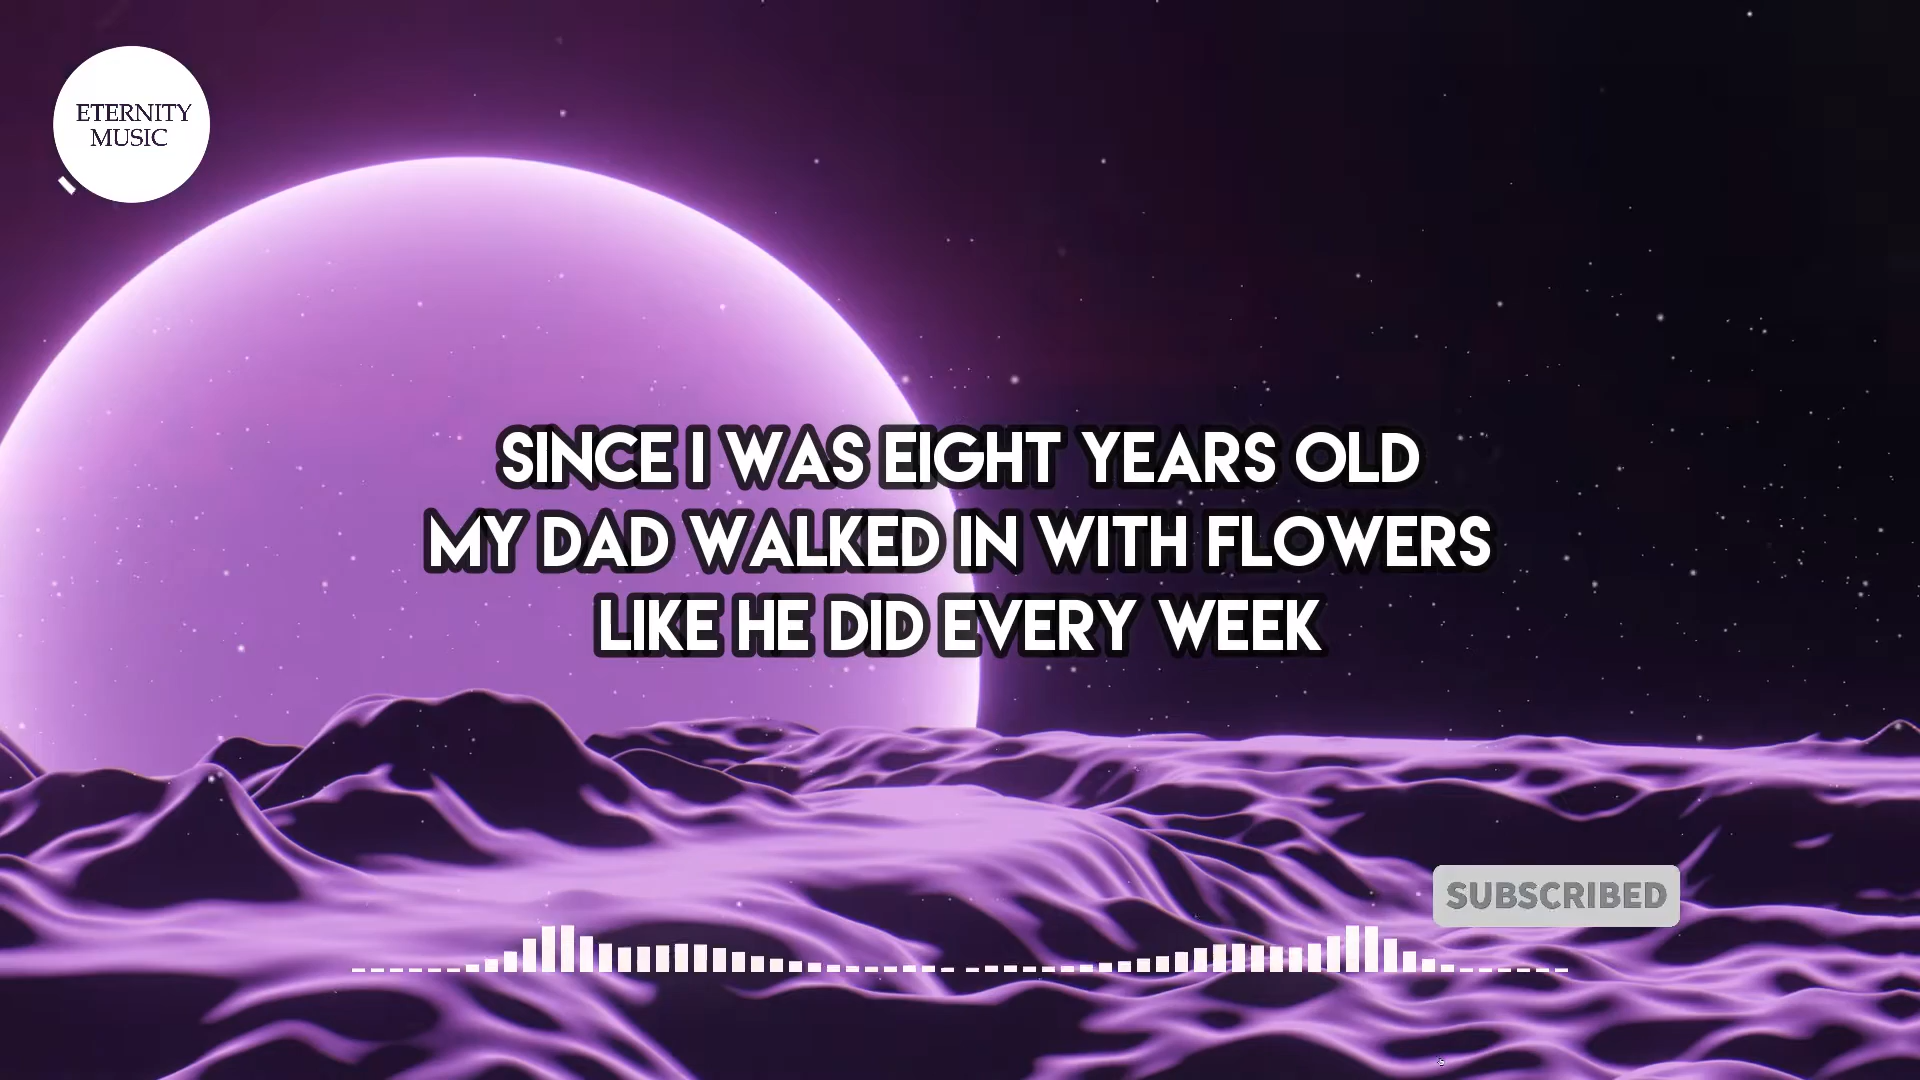 ETERNITY
MUSIC
SINCE I WAS EIGHT YEARS OLD
MY DAD WALKED IN WITH FLOWERS
LIKE HE DID EVERY WEEK
SUBSCRIBED